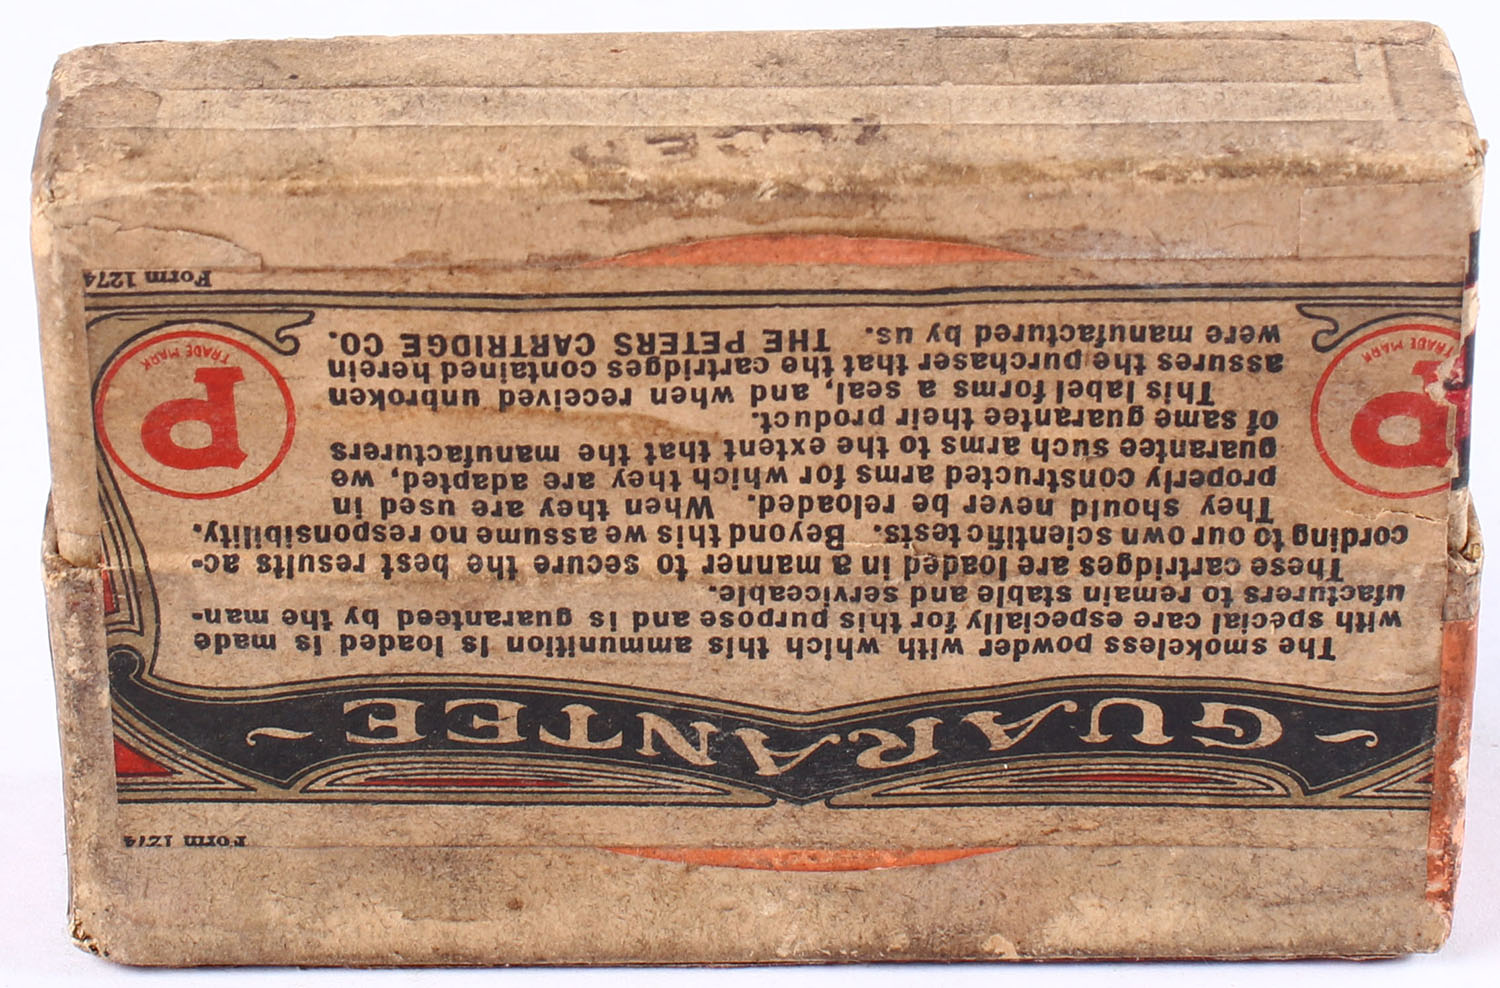 Form 1274
~ GUARANTEE ~
The smokeless powder with which this ammunition is loaded is made
with special care especially for this purpose and is guaranteed by the man-
ufacturers to remain stable and serviceable.
These cartridges are loaded in a manner to secure the best results ac-
cording to our own scientific tests. Beyond this we assume no responsibility.
They should never be reloaded. When they are used in
properly constructed arms for which they are adapted, we
guarantee such arms to the extent that the manufacturers
of same guarantee their product.
This label forms a seal, and when received unbroken
assures the purchaser that the cartridges contained herein
were manufactured by us. THE PETERS CARTRIDGE CO.
P
TRADE MARK
P
TRADE MARK
Form 1274